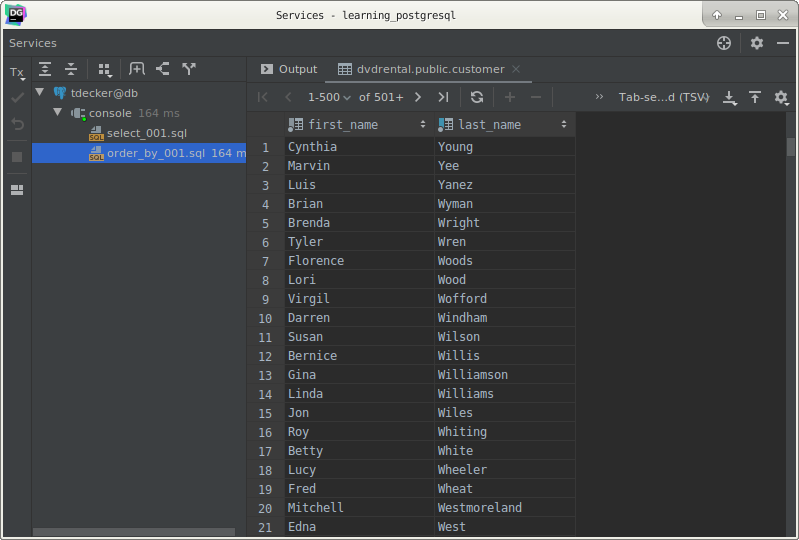 Services - learning_postgresql
Services
Tx
tdecker@db
console 164 ms
select_001.sql
order_by_001.sql 164 m
Output
dvdrental.public.customer
1-500 of 501+
Tab-se...d (TSV)
first_name last_name
1 Cynthia Young
2 Marvin Yee
3 Luis Yanez
4 Brian Wyman
5 Brenda Wright
6 Tyler Wren
7 Florence Woods
8 Lori Wood
9 Virgil Wofford
10 Darren Windham
11 Susan Wilson
12 Bernice Willis
13 Gina Williamson
14 Linda Williams
15 Jon Wiles
16 Roy Whiting
17 Betty White
18 Lucy Wheeler
19 Fred Wheat
20 Mitchell Westmoreland
21 Edna West